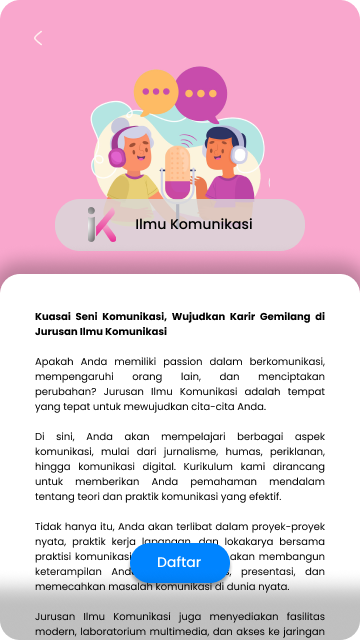 iK
Ilmu Komunikasi
Kuasai Seni Komunikasi, Wujudkan Karir Gemilang di
Jurusan Ilmu Komunikasi
Apakah Anda memiliki passion dalam berkomunikasi,
mempengaruhi orang lain, dan menciptakan
perubahan? Jurusan Ilmu Komunikasi adalah tempat
yang tepat untuk mewujudkan cita-cita Anda.
Di sini, Anda akan mempelajari berbagai aspek
komunikasi, mulai dari jurnalisme, humas, periklanan,
hingga komunikasi digital. Kurikulum kami dirancang
untuk memberikan Anda pemahaman mendalam
tentang teori dan praktik komunikasi yang efektif.
Tidak hanya itu, Anda akan terlibat dalam proyek-proyek
nyata, praktik kerja lapangan, dan lokakarya bersama
praktisi komunikasi akan membangun
keterampilan presentasi, dan
memecahkan masalah komunikasi di dunia nyata.
Daftar
Jurusan Ilmu Komunikasi juga menyediakan fasilitas
modern, laboratorium multimedia, dan akses ke jaringan